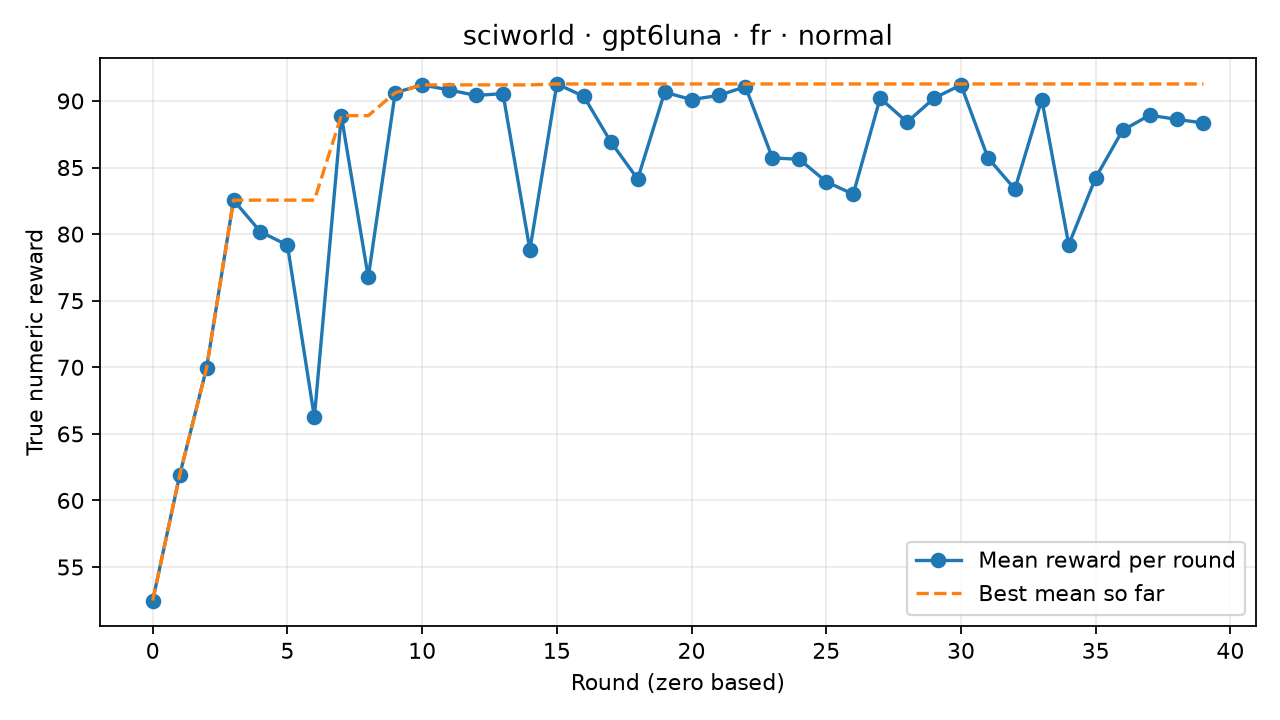 sciworld · gpt6luna · fr · normal
True numeric reward
90
85
80
75
70
65
60
55
0 5 10 15 20 25 30 35 40
Round (zero based)
Mean reward per round
Best mean so far